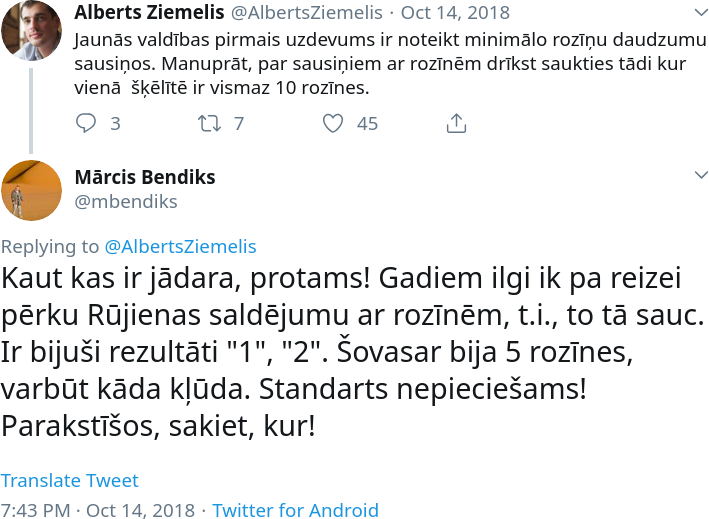 Alberts Ziemelis @AlbertsZiemelis · Oct 14, 2018
Jaunās valdības pirmais uzdevums ir noteikt minimālo rozīņu daudzumu
sausiņos. Manuprāt, par sausiņiem ar rozīnēm drīkst saukties tādi kur
vienā šķēlītē ir vismaz 10 rozīnes.
3 7 45
Mārcis Bendiks
@mbendiks
Replying to @AlbertsZiemelis
Kaut kas ir jādara, protams! Gadiem ilgi ik pa reizei
pērku Rūjienas saldējumu ar rozīnēm, t.i., to tā sauc.
Ir bijuši rezultāti "1", "2". Šovasar bija 5 rozīnes,
varbūt kāda kļūda. Standarts nepieciešams!
Parakstīšos, sakiet, kur!
Translate Tweet
7:43 PM · Oct 14, 2018 · Twitter for Android